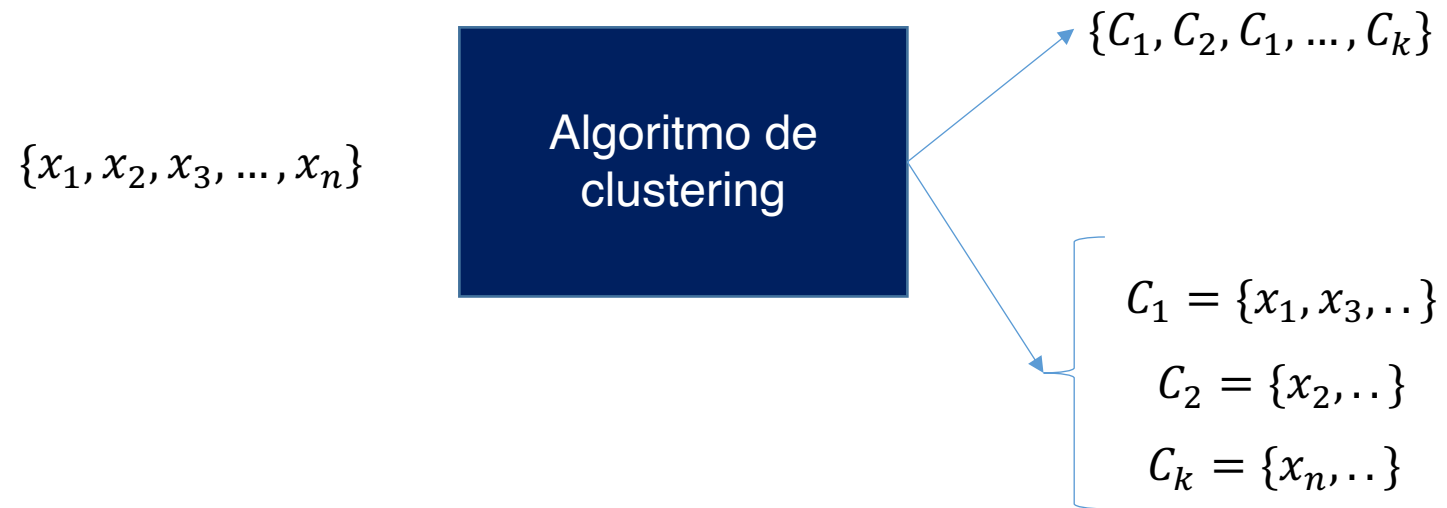 {x₁, x₂, x₃, ... , xₙ}
Algoritmo de
clustering
{C₁, C₂, C₁, ... , Cₖ}
C₁ = {x₁, x₃, . . }
C₂ = {x₂, . . }
Cₖ = {xₙ, . . }